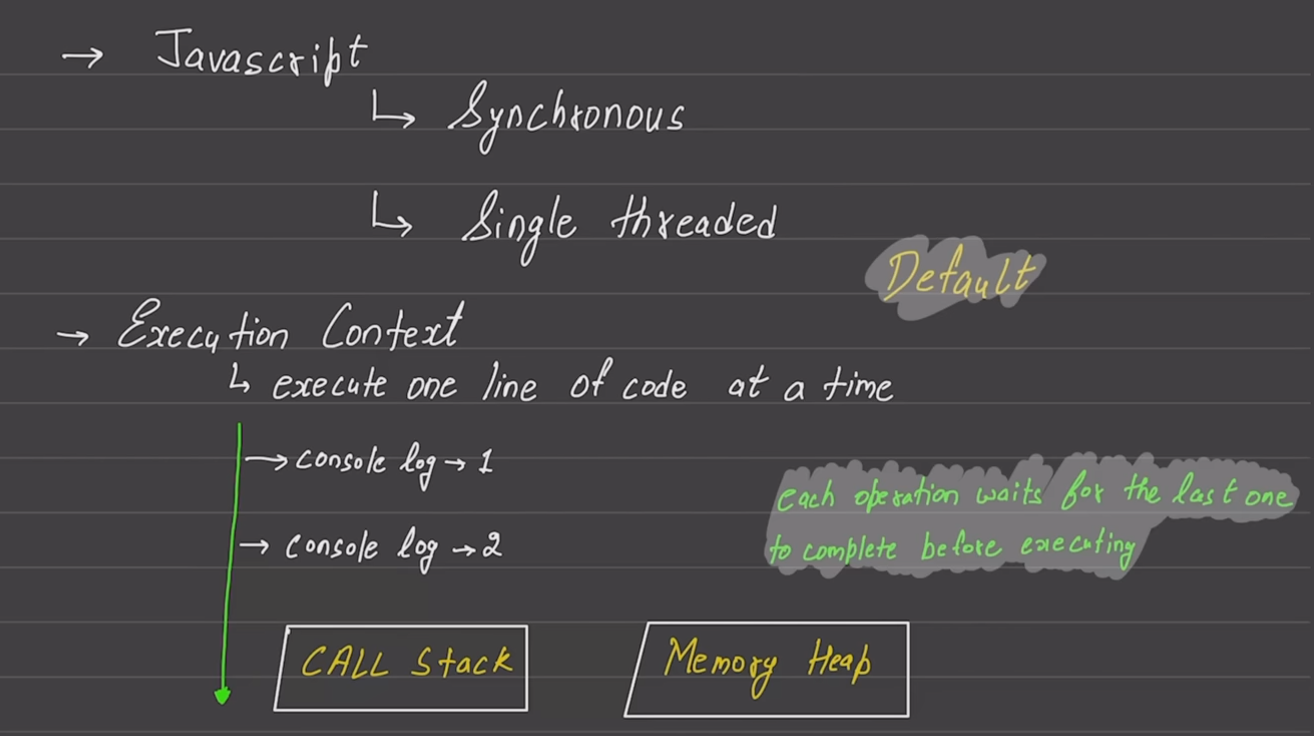 → Javascript
↳ Synchronous
↳ Single threaded
Default
→ Execution Context
↳ execute one line of code at a time
→ console log → 1
each operation waits for the last one
→ console log → 2
to complete before executing
CALL Stack
Memory Heap